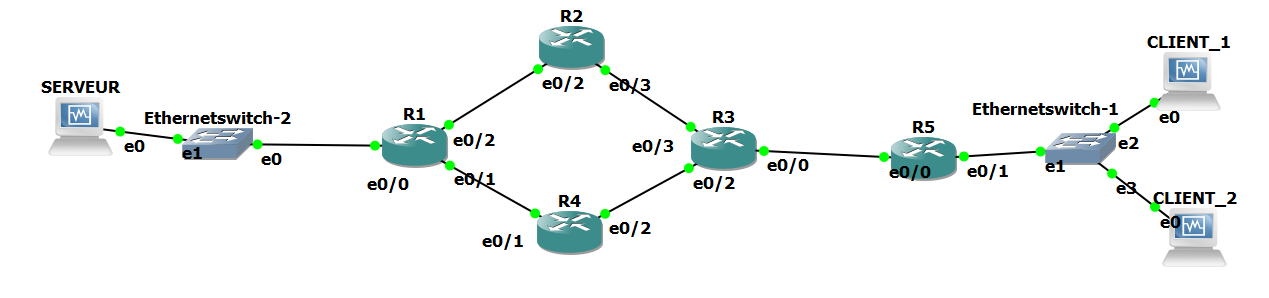 R2
e0/2
e0/3
SERVEUR
e0
Ethernetswitch-2
e1
e0
R1
e0/0
e0/2
e0/1
R4
e0/1
e0/2
R3
e0/3
e0/2
e0/0
R5
e0/0
e0/1
Ethernetswitch-1
e1
e2
e3
CLIENT_1
e0
CLIENT_2
e0